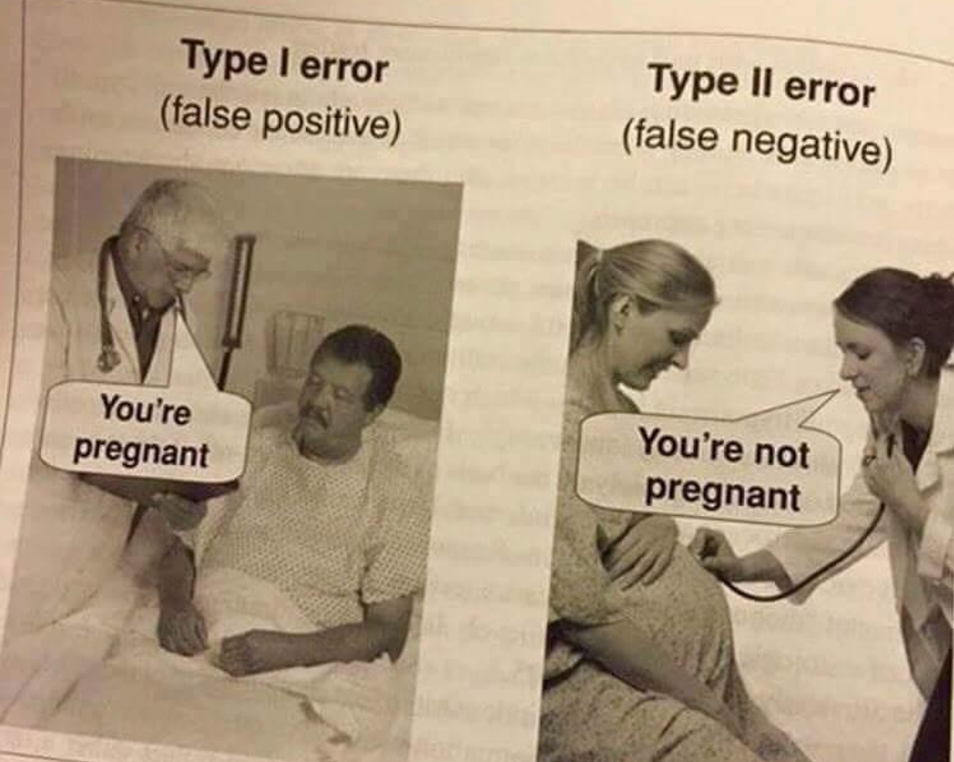 Type I error
(false positive)
You're
pregnant
Type II error
(false negative)
You're not
pregnant